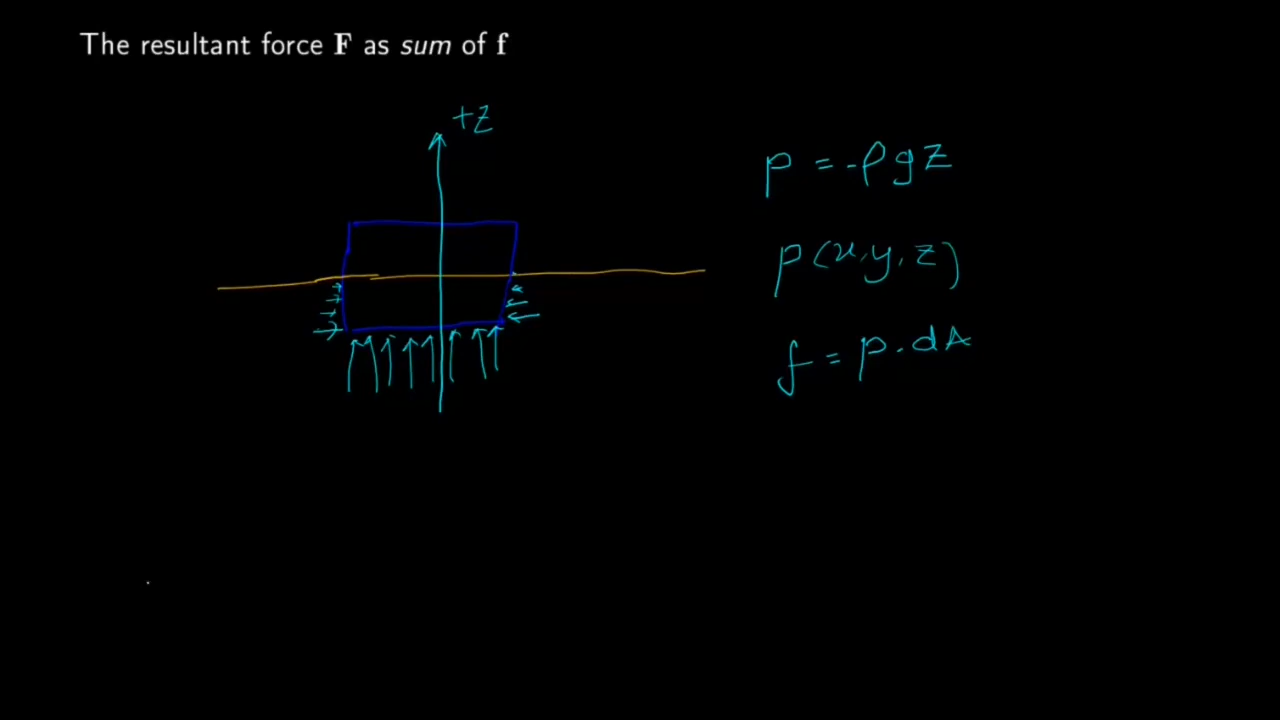 The resultant force F as sum of f
+Z
p = -ρgz
p(x,y,z)
f = p.dA